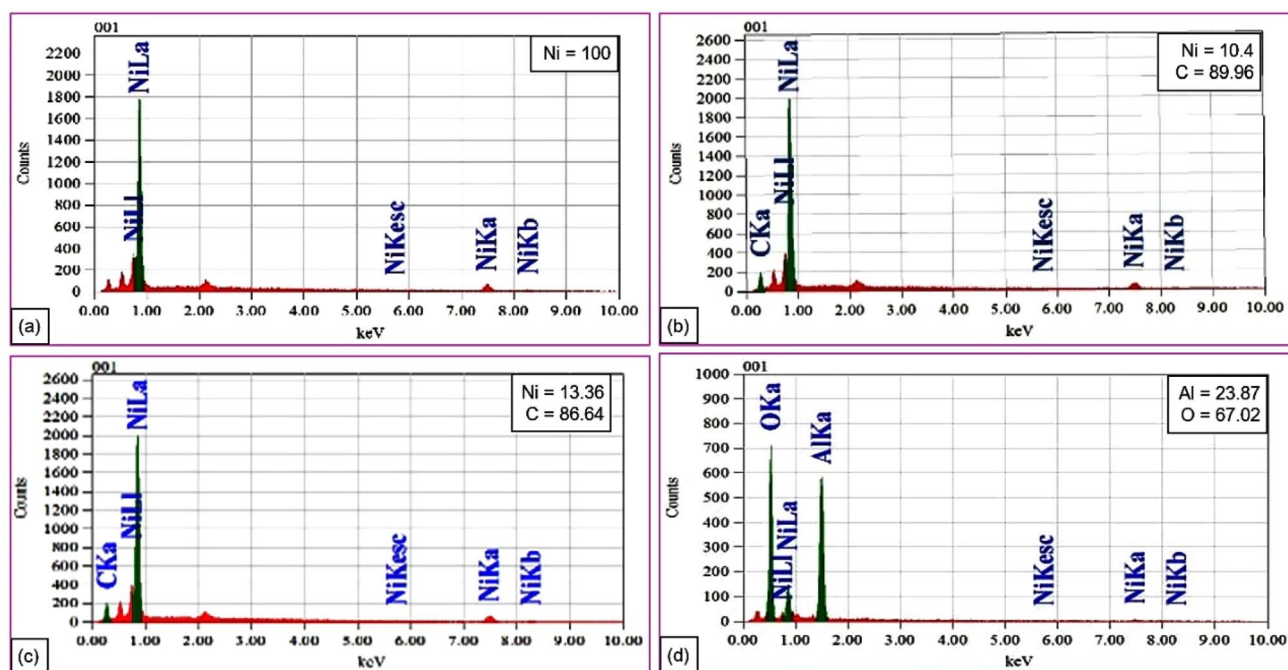 001
Ni = 100
2200
2000
1800
1600
1400
1200
1000
800
600
400
200
0
Counts
NiLl
NiLa
NiKesc
NiKa
NiKb
0.00 1.00 2.00 3.00 4.00 5.00 6.00 7.00 8.00 9.00 10.00
keV
(a)
001
Ni = 10.4
C = 89.96
2600
2400
2200
2000
1800
1600
1400
1200
1000
800
600
400
200
0
Counts
CKa
NiLl
NiLa
NiKesc
NiKa
NiKb
0.00 1.00 2.00 3.00 4.00 5.00 6.00 7.00 8.00 9.00 10.00
keV
(b)
001
Ni = 13.36
C = 86.64
2600
2400
2200
2000
1800
1600
1400
1200
1000
800
600
400
200
0
Counts
CKa
NiLl
NiLa
NiKesc
NiKa
NiKb
0.00 1.00 2.00 3.00 4.00 5.00 6.00 7.00 8.00 9.00 10.00
keV
(c)
001
Al = 23.87
O = 67.02
1000
900
800
700
600
500
400
300
200
100
0
Counts
OKa
NiLl
NiLa
AlKa
NiKesc
NiKa
NiKb
0.00 1.00 2.00 3.00 4.00 5.00 6.00 7.00 8.00 9.00 10.00
keV
(d)